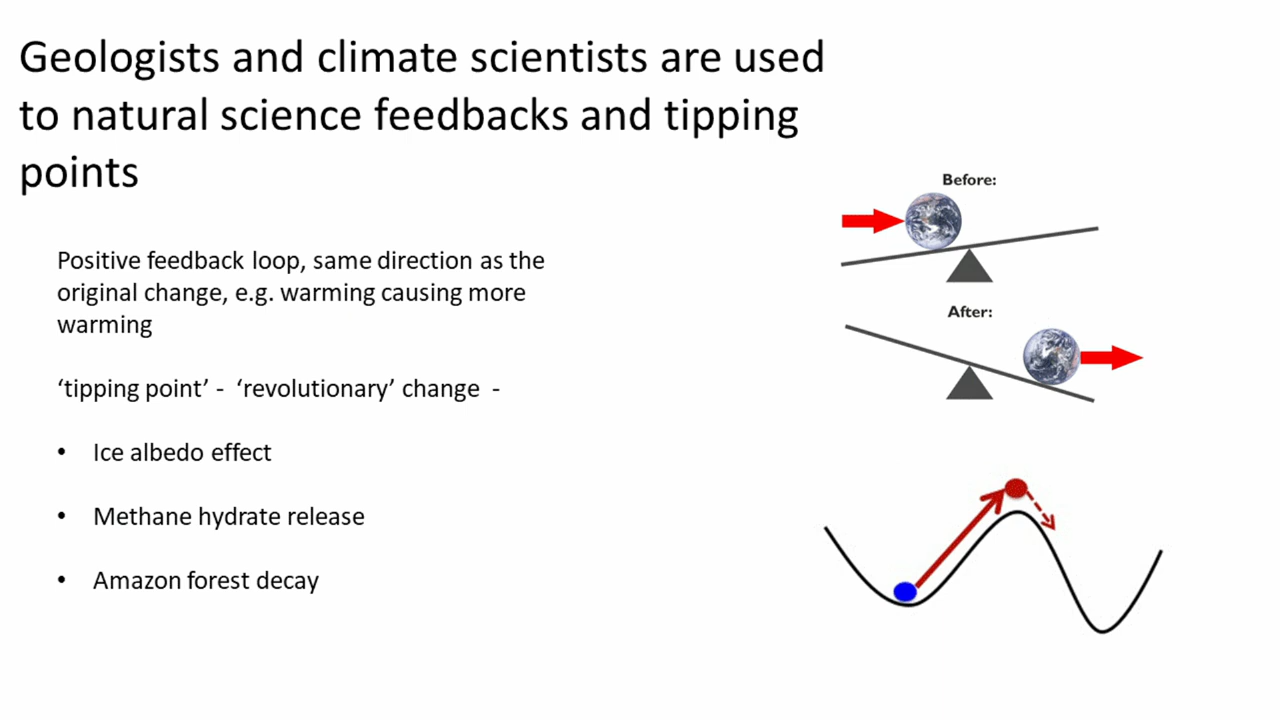 Geologists and climate scientists are used
to natural science feedbacks and tipping
points
Before:
Positive feedback loop, same direction as the
original change, e.g. warming causing more
warming
After:
‘tipping point’ -  ‘revolutionary’ change  -
• Ice albedo effect
• Methane hydrate release
• Amazon forest decay